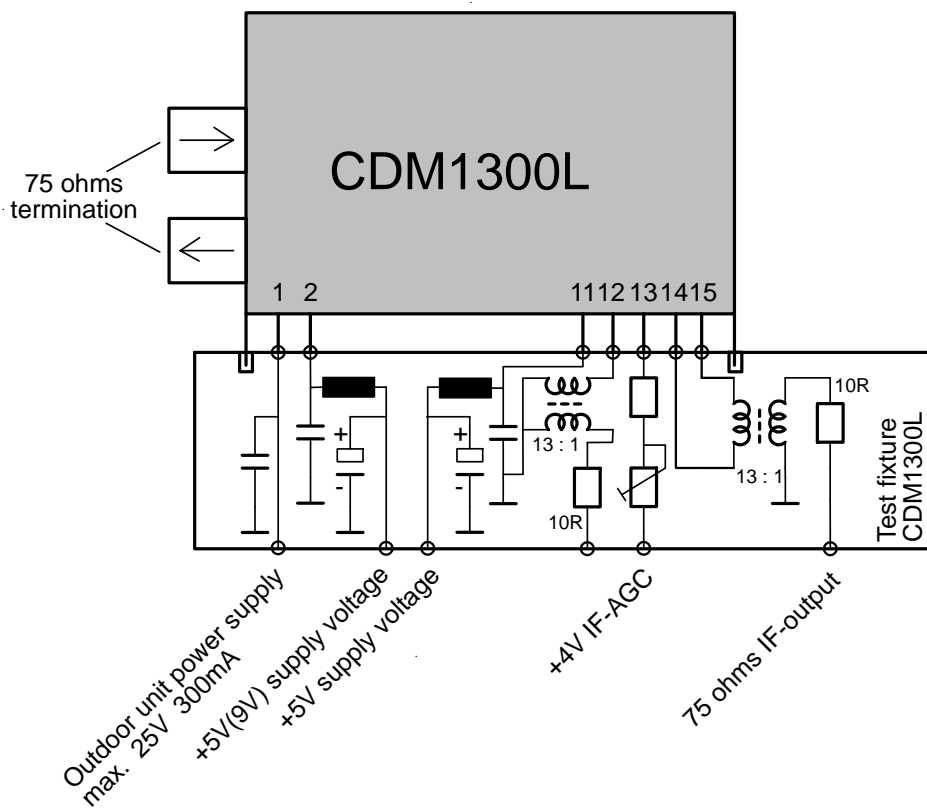 CDM1300L
75 ohms
termination
1 2 11 12 13 14 15
10R
13 : 1
13 : 1
10R
+
-
+
-
Test fixture
CDM1300L
Outdoor unit power supply
max. 25V 300mA
+5V(9V) supply voltage
+5V supply voltage
+4V IF-AGC
75 ohms IF-output